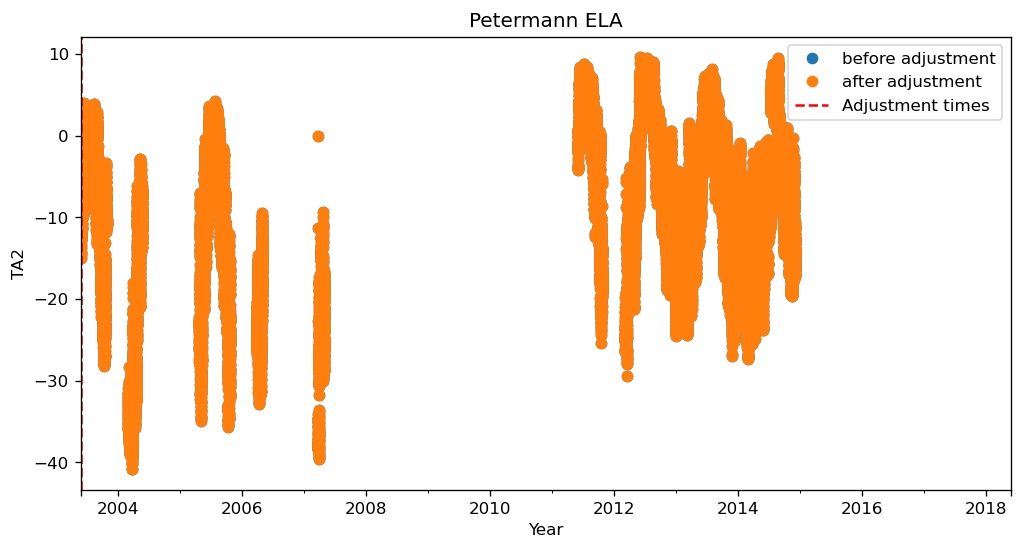 Petermann ELA
before adjustment
after adjustment
Adjustment times
TA2
10
0
−10
−20
−30
−40
2004 2006 2008 2010 2012 2014 2016 2018
Year